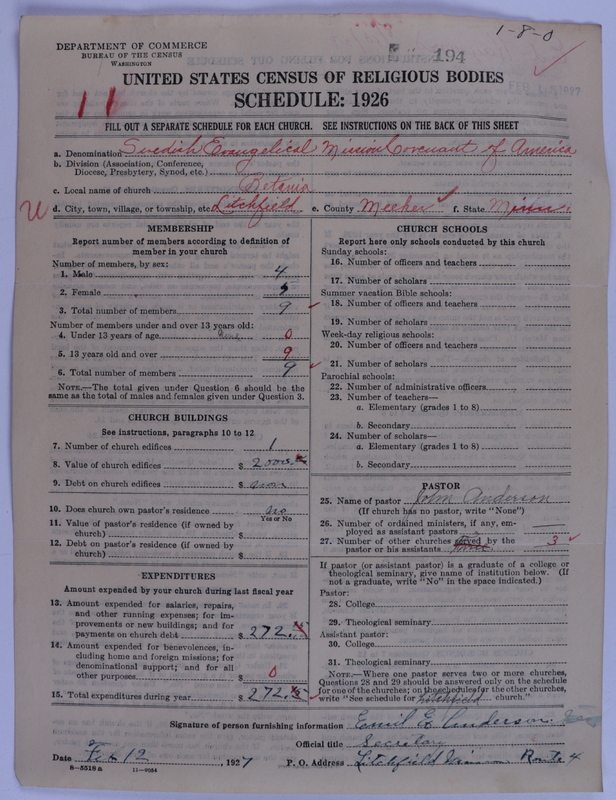 1-8-0
DEPARTMENT OF COMMERCE
BUREAU OF THE CENSUS
WASHINGTON
194
UNITED STATES CENSUS OF RELIGIOUS BODIES
SCHEDULE: 1926
11
FILL OUT A SEPARATE SCHEDULE FOR EACH CHURCH. SEE INSTRUCTIONS ON THE BACK OF THIS SHEET
a. Denomination Swedish Evangelical Mission Covenant of America
b. Division (Association, Conference, Diocese, Presbytery, Synod, etc.)
c. Local name of church Betania
d. City, town, village, or township, etc. Litchfield e. County Meeker f. State Minn.
MEMBERSHIP
Report number of members according to definition of member in your church
Number of members, by sex:
1. Male 4
2. Female 5
3. Total number of members 9
Number of members under and over 13 years old:
4. Under 13 years of age None 0
5. 13 years old and over 9
6. Total number of members 9
NOTE.—The total given under Question 6 should be the same as the total of males and females given under Question 3.
CHURCH BUILDINGS
See instructions, paragraphs 10 to 12
7. Number of church edifices 1
8. Value of church edifices $ 2000
9. Debt on church edifices $ none
10. Does church own pastor's residence no
Yes or No
11. Value of pastor's residence (if owned by church) $
12. Debt on pastor's residence (if owned by church) $
EXPENDITURES
Amount expended by your church during last fiscal year
13. Amount expended for salaries, repairs, and other running expenses; for improvements or new buildings; and for payments on church debt $ 272.
14. Amount expended for benevolences, including home and foreign missions; for denominational support; and for all other purposes $ 0
15. Total expenditures during year $ 272.
CHURCH SCHOOLS
Report here only schools conducted by this church
Sunday schools:
16. Number of officers and teachers
17. Number of scholars
Summer vacation Bible schools:
18. Number of officers and teachers
19. Number of scholars
Week-day religious schools:
20. Number of officers and teachers
21. Number of scholars
Parochial schools:
22. Number of administrative officers
23. Number of teachers—
a. Elementary (grades 1 to 8)
b. Secondary
24. Number of scholars—
a. Elementary (grades 1 to 8)
b. Secondary
PASTOR
25. Name of pastor John Anderson
(If church has no pastor, write "None")
26. Number of ordained ministers, if any, employed as assistant pastors
27. Number of other churches served by the pastor or his assistants three 3
If pastor (or assistant pastor) is a graduate of a college or theological seminary, give name of institution below. (If not a graduate, write "No" in the space indicated.)
Pastor:
28. College
29. Theological seminary
Assistant pastor:
30. College
31. Theological seminary
NOTE.—Where one pastor serves two or more churches, Questions 28 and 29 should be answered only on the schedule for one of the churches; on the schedules for the other churches, write "See schedule for Litchfield church."
Signature of person furnishing information Emil E. Anderson
Official title Secretary
Date Feb 12, 1927 P. O. Address Litchfield Minn Route 4
8-5518a 11-9084